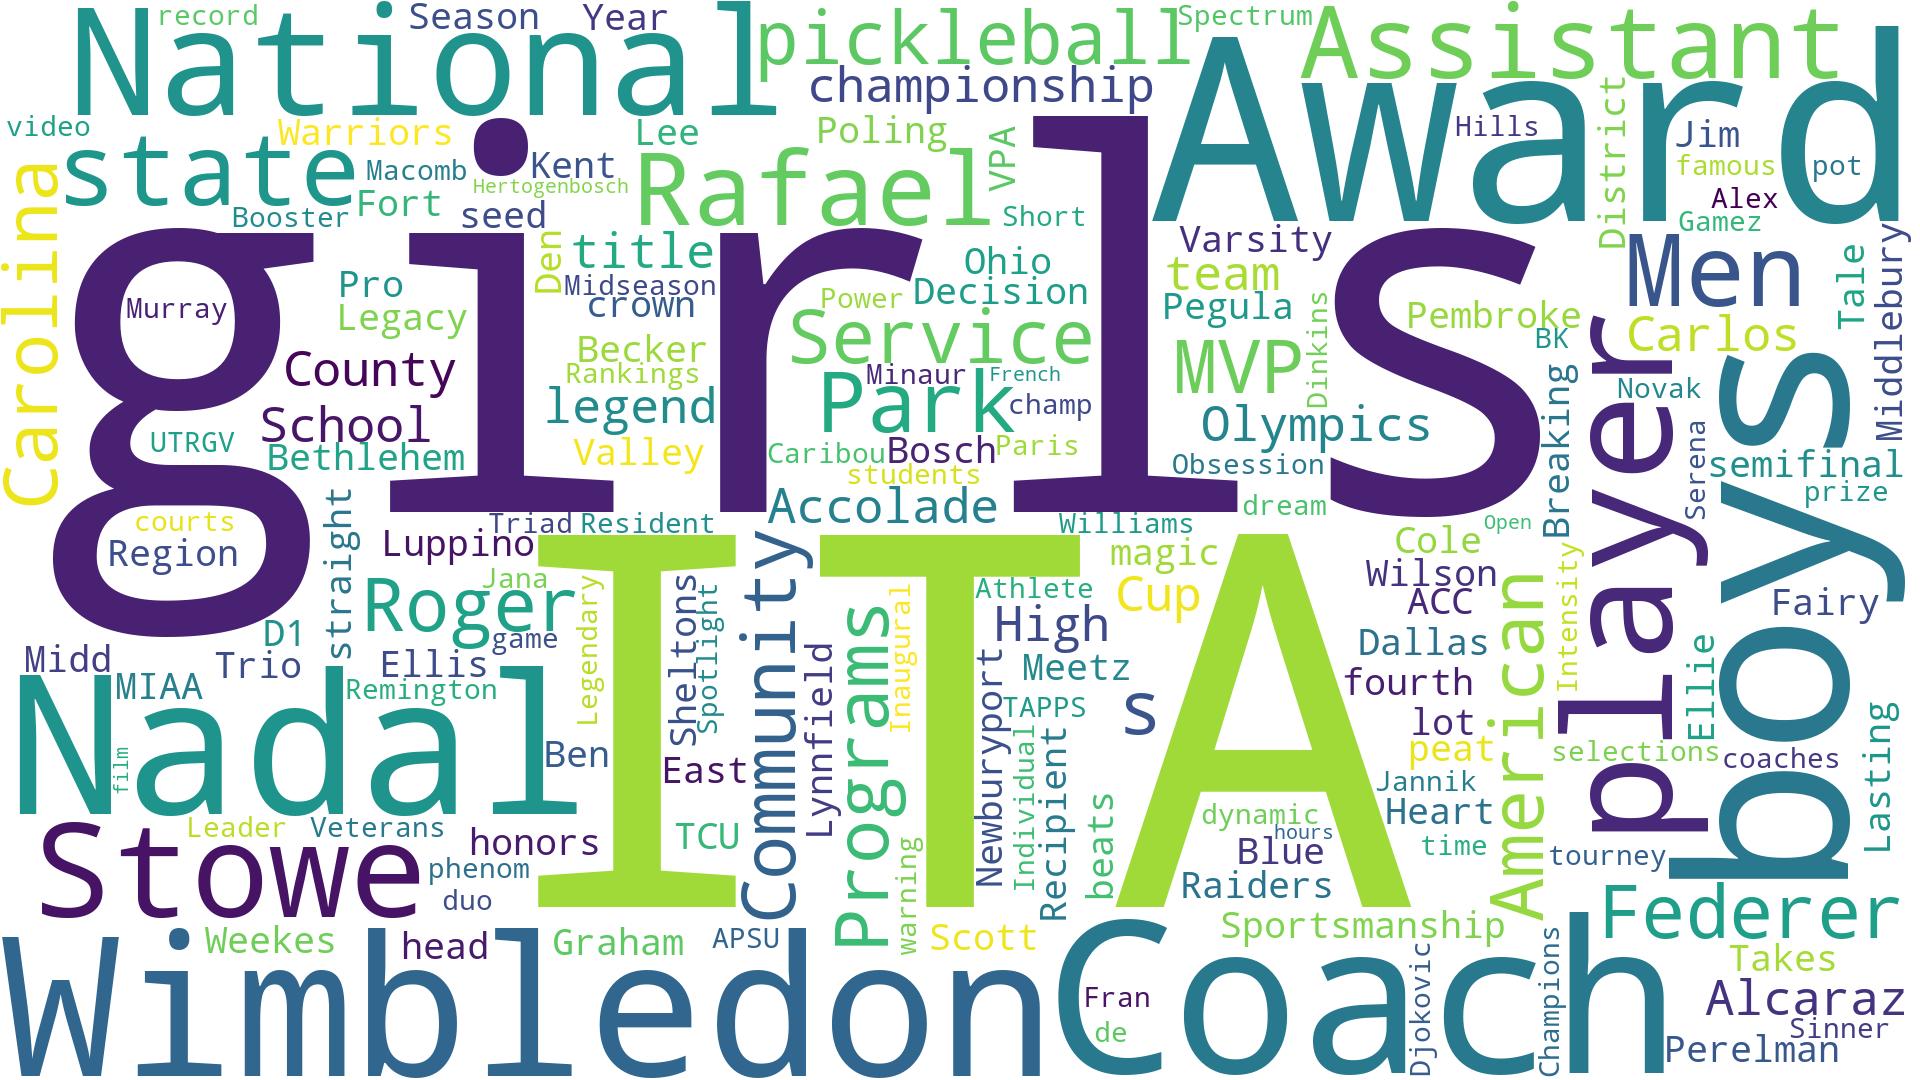 record
Season
Year
National
pickleball
Spectrum
Assistant
championship
Award
video
Warriors
Lee
Poling
VPA
Hills
District
Jim
state
Macomb
Kent
Rafael
famous
pot
Carolina
Hertogenbosch
Booster
Fort
seed
Short
Alex
Gamez
girls
Den
title
Ohio
Varsity
Men
Tale
Middlebury
Murray
Pro
Midseason
crown
Power
Decision
team
Pegula
Dinkins
Legacy
Service
Pembroke
Carlos
BK
County
Becker
Rankings
Park
Minaur
French
MVP
champ
Breaking
Novak
player
boys
School
legend
Olympics
UTRGV
Bethlehem
Valley
Caribou
Bosch
Paris
students
Obsession
Serena
semifinal
prize
Accolade
dream
courts
Region
straight
Triad
Resident
Williams
Open
Luppino
ITA
Community
magic
Cole
Wilson
Intensity
Jana
Roger
Legendary
Sheltons
Spotlight
Programs
Inaugural
Athlete
Cup
ACC
American
Fairy
D1
game
High
Dallas
Ellie
Midd
Trio
Ellis
Lynnfield
Newburyport
Meetz
fourth
MIAA
Remington
TAPPS
s
Lasting
Nadal
film
Ben
East
Individual
Recipient
lot
peat
selections
coaches
Jannik
Stowe
Leader
Veterans
honors
TCU
Warning
beats
dynamic
hours
Heart
Blue
time
tourney
phenom
duo
Raiders
Federer
Weekes
head
Graham
APSU
Scott
Sportsmanship
Takes
Wimbledon
Coach
Fran
de
Djokovic
Champions
Alcaraz
Sinner
Perelman